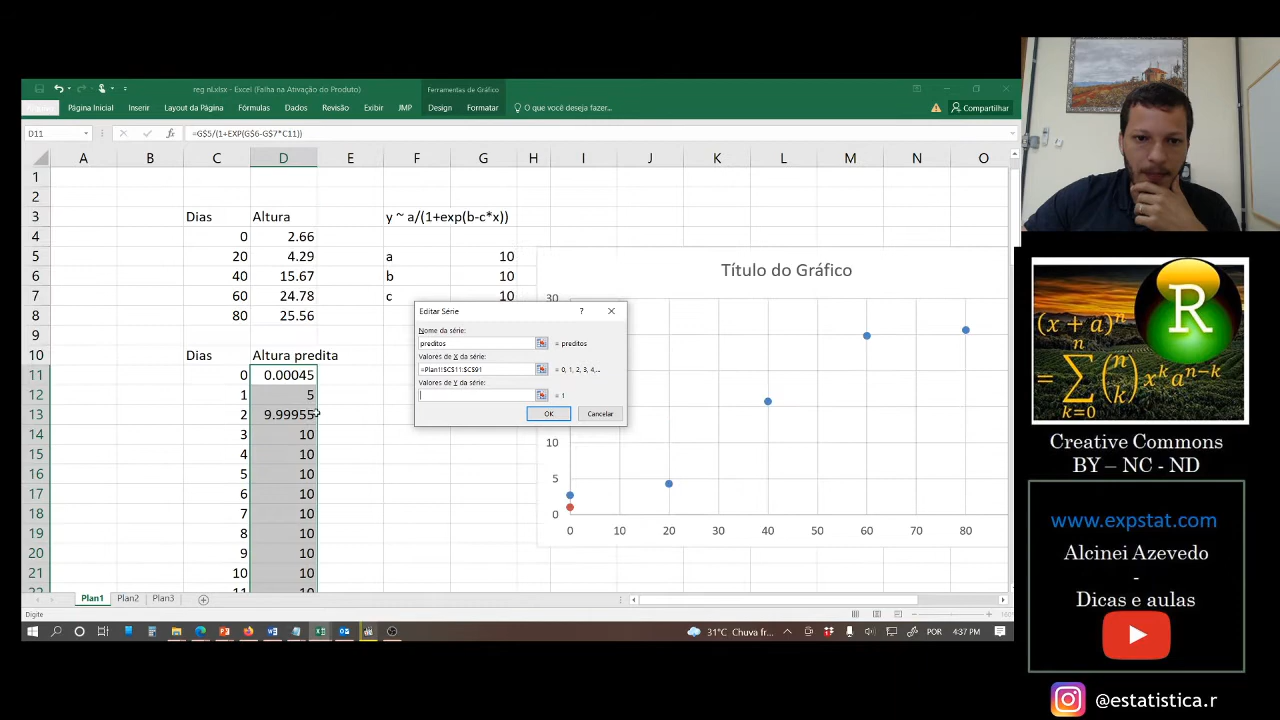 reg nl.xlsx - Excel (Falha na Ativação do Produto)
Ferramentas de Gráfico
Página Inicial Inserir Layout da Página Fórmulas Dados Revisão Exibir JMP Design Formatar O que você deseja fazer... Compartilhar
D11 fx =G$5/(1+EXP(G$6-G$7*C11))
A B C D E F G H I J K L M N O
1
2
3 Dias Altura y ~ a/(1+exp(b-c*x))
4 0 2.66
5 20 4.29 a 10
6 40 15.67 b 10
7 60 24.78 c 10
8 80 25.56
9
10 Dias Altura predita
11 0 0.00045
12 1 5
13 2 9.99955
14 3 10
15 4 10
16 5 10
17 6 10
18 7 10
19 8 10
20 9 10
21 10 10
22 11 10
Título do Gráfico
30
10
5
0
0 10 20 30 40 50 60 70 80
Editar Série ?
Nome da série:
preditos = preditos
Valores de X da série:
=Plan1!$C$11:$C$91 = 0, 1, 2, 3, 4,...
Valores de Y da série:
= 1
OK Cancelar
Plan1 Plan2 Plan3
Digite
31°C Chuva fr... POR 4:37 PM
R
(x + a)^n
= ∑ n k=0 (n k) x^k a^{n-k}
Creative Commons
BY – NC - ND
www.expstat.com
Alcinei Azevedo
-
Dicas e aulas
@estatistica.r